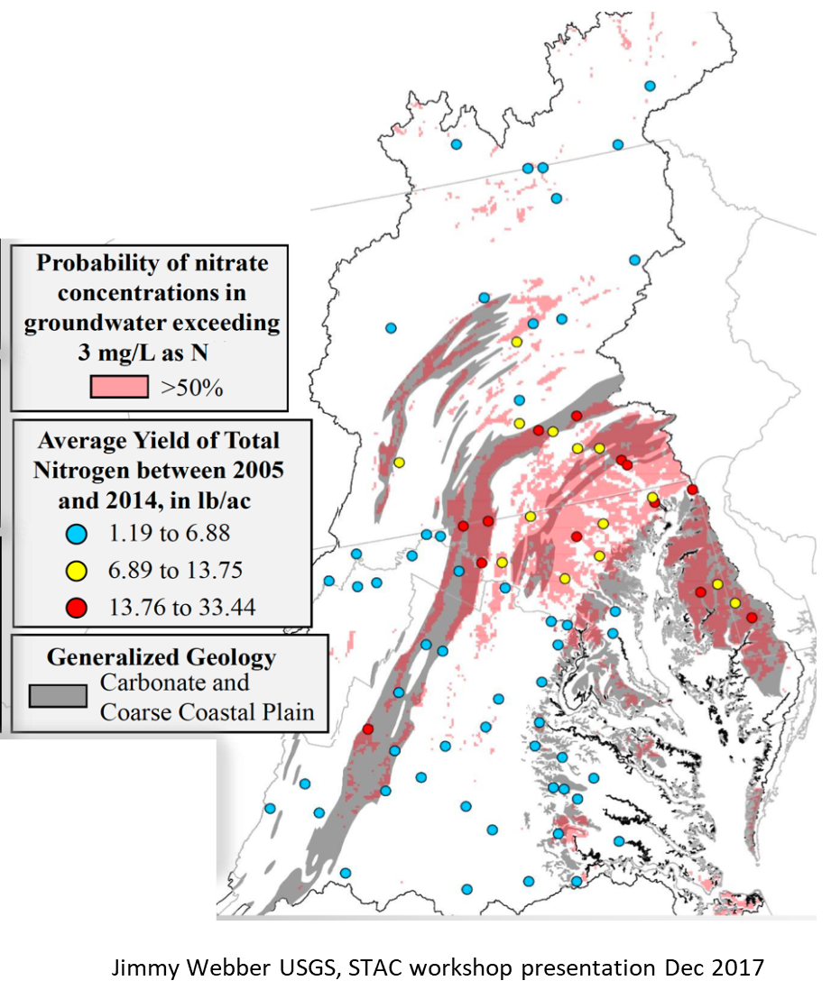 Probability of nitrate
concentrations in
groundwater exceeding
3 mg/L as N
>50%
Average Yield of Total
Nitrogen between 2005
and 2014, in lb/ac
1.19 to 6.88
6.89 to 13.75
13.76 to 33.44
Generalized Geology
Carbonate and
Coarse Coastal Plain
Jimmy Webber USGS, STAC workshop presentation Dec 2017